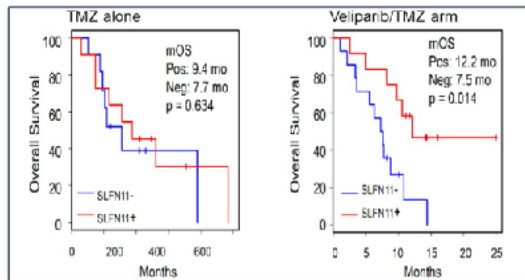 TMZ alone
Overall Survival
100
80
60
40
20
0
mOS
Pos: 9.4 mo
Neg: 7.7 mo
p = 0.634
SLFN11-
SLFN11+
0
200
400
600
Months
Veliparib/TMZ arm
Overall Survival
100
80
60
40
20
0
mOS
Pos: 12.2 mo
Neg: 7.5 mo
p = 0.014
SLFN11-
SLFN11+
0
5
10
15
20
25
Months